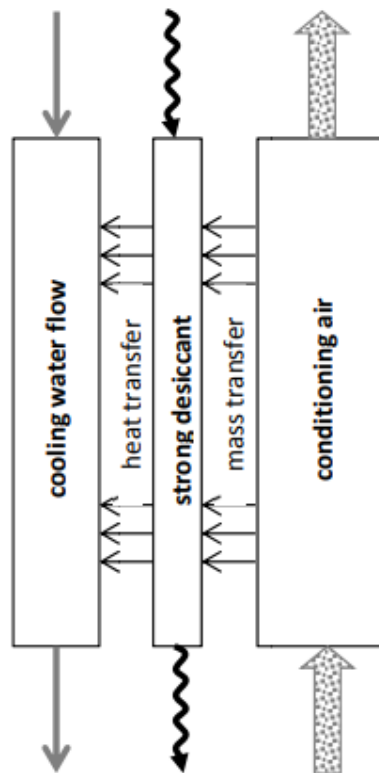 cooling water flow
heat transfer
strong desiccant
mass transfer
conditioning air